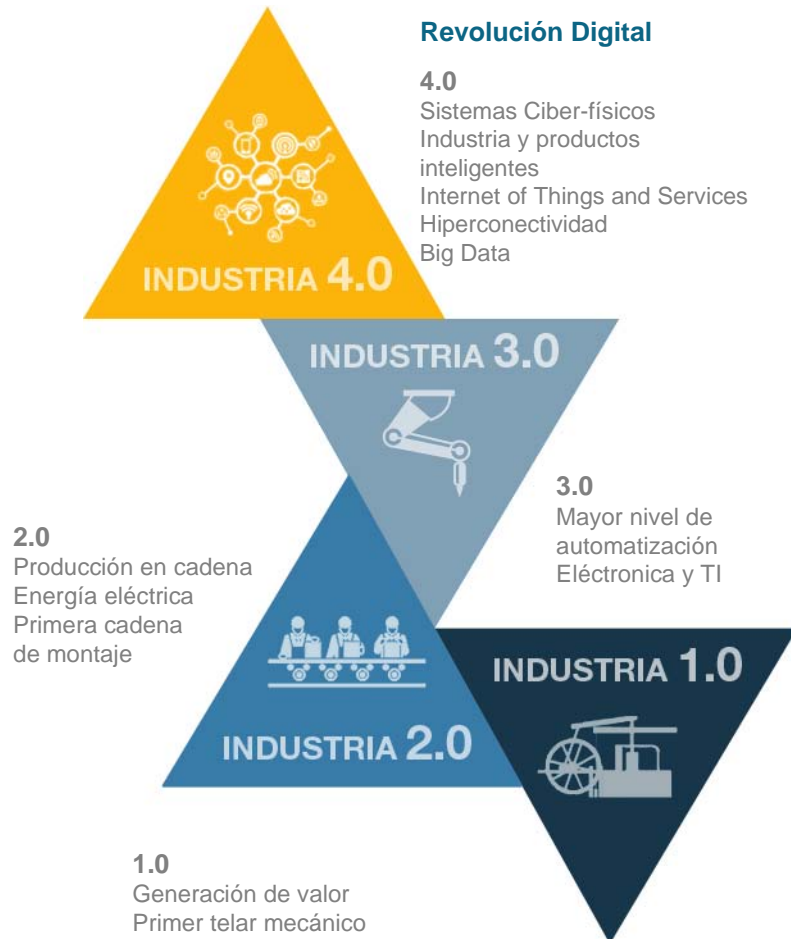 Revolución Digital
4.0
Sistemas Ciber-físicos
Industria y productos
inteligentes
Internet of Things and Services
Hiperconectividad
Big Data
INDUSTRIA 4.0
INDUSTRIA 3.0
3.0
Mayor nivel de
automatización
Eléctronica y TI
2.0
Producción en cadena
Energía eléctrica
Primera cadena
de montaje
INDUSTRIA 2.0
INDUSTRIA 1.0
1.0
Generación de valor
Primer telar mecánico